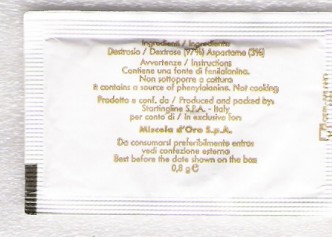 Ingredienti / Ingredients:
Destrosio / Dextrose (97%) Aspartame (3%)
Avvertenze / Instructions
Contiene una fonte di fenilalanina.
Non sottoporre a cottura
It contains a source of phenylalanine. Not cooking
Prodotto e conf. da / Produced and packed by:
Startingline S.P.A. - Italy
per conto di / in exclusive for:
Miscela d'Oro S.p.A.
Da consumarsi preferibilmente entro:
vedi confezione esterna
Best before the date shown on the box
0,8 g e